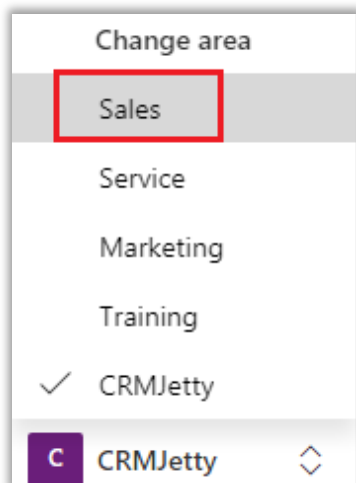 Change area
Sales
Service
Marketing
Training
CRMJetty
C CRMJetty